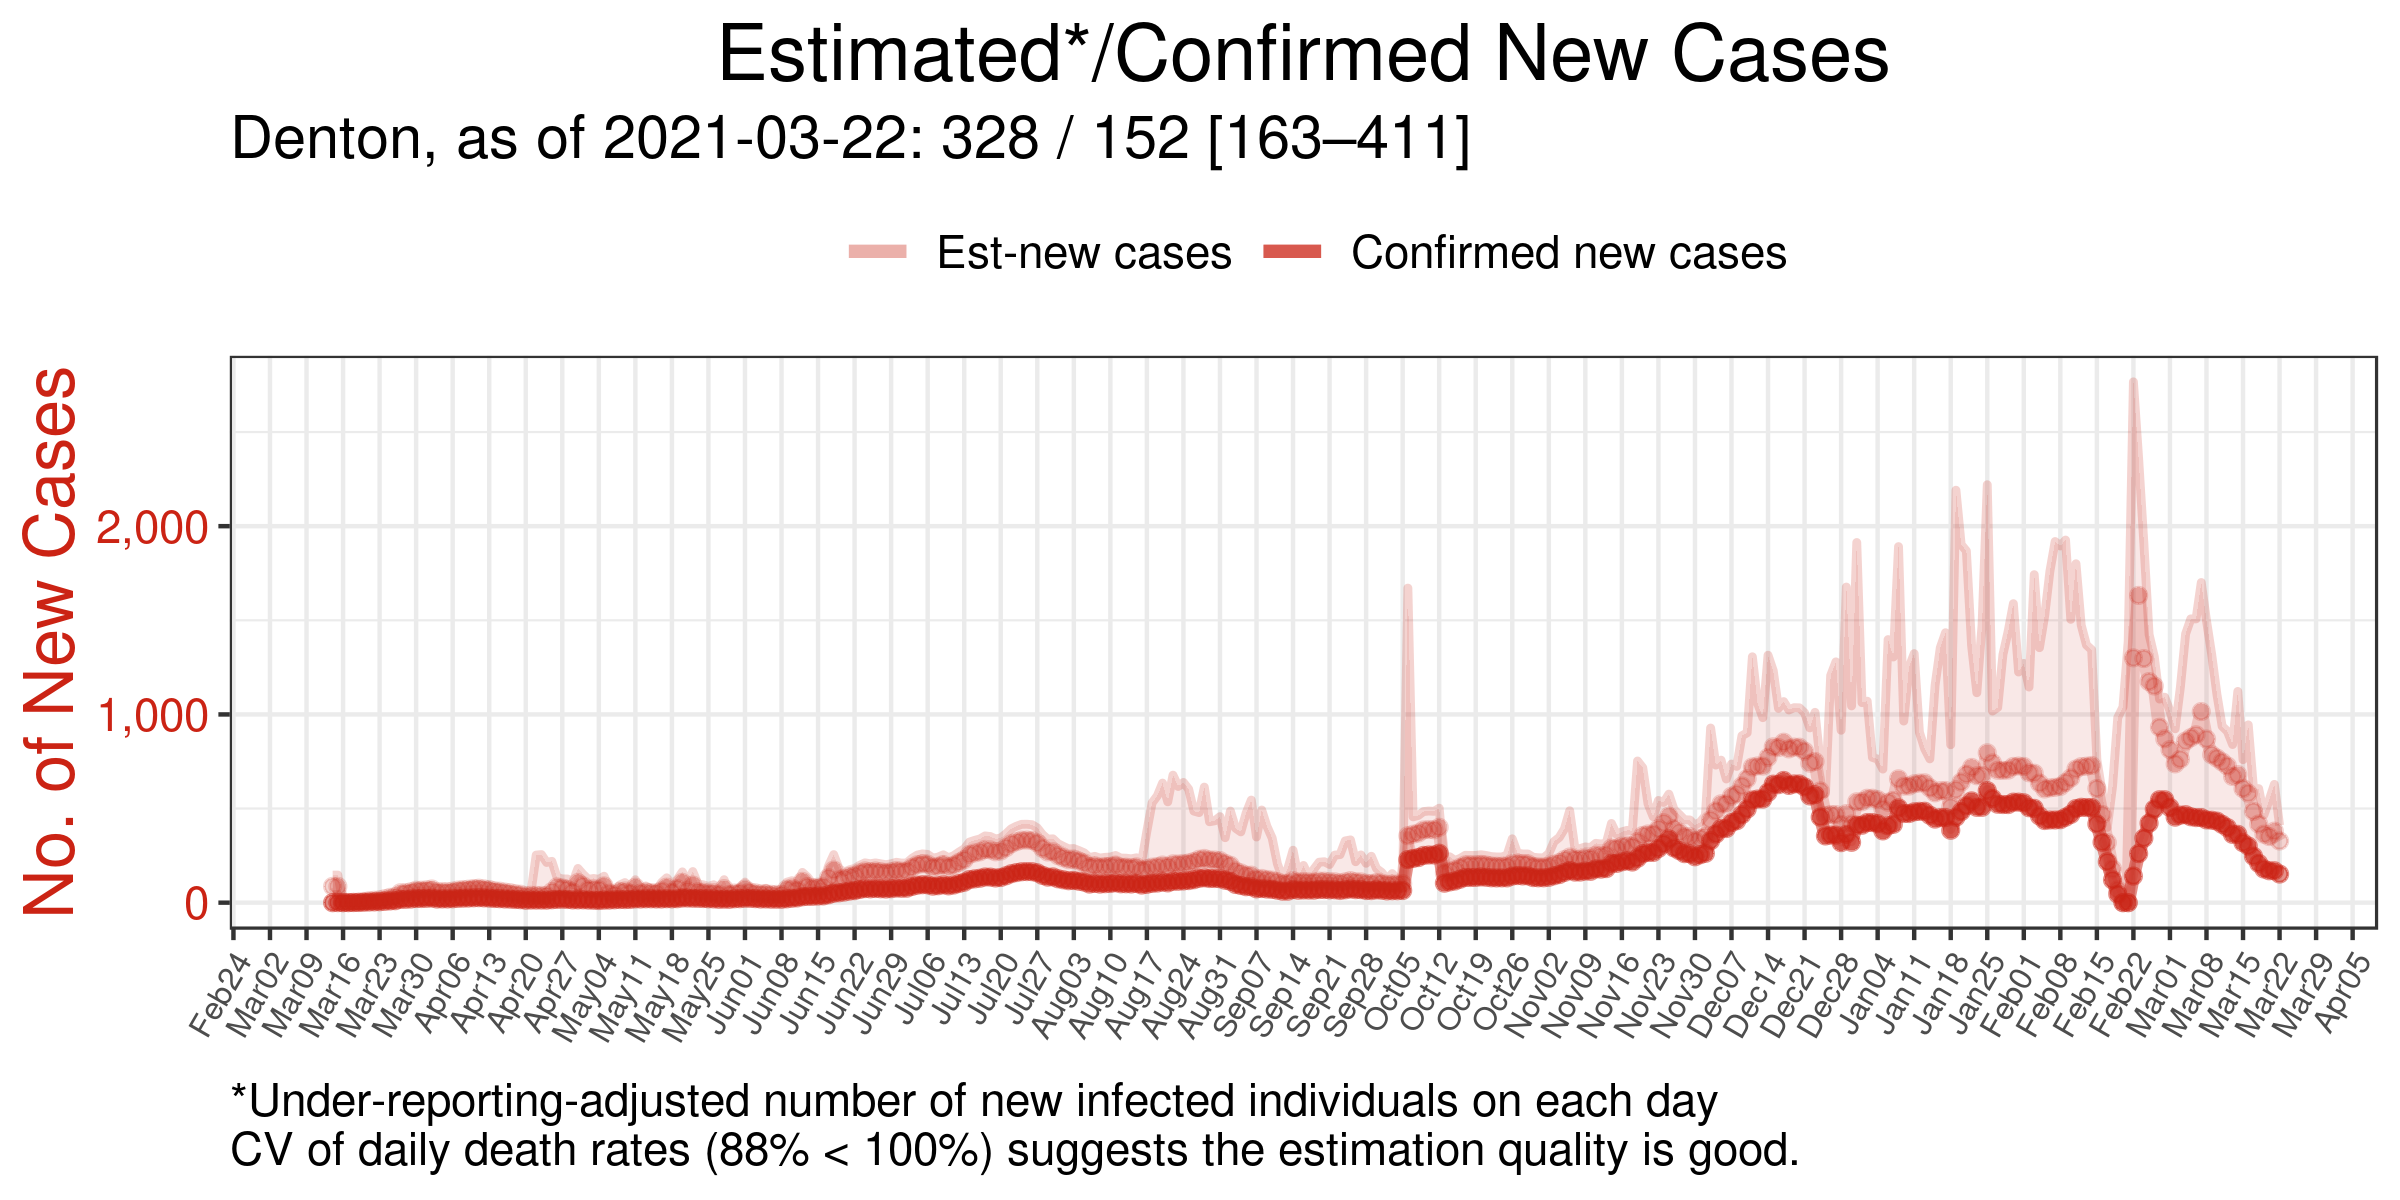 Estimated*/Confirmed New Cases
Denton, as of 2021-03-22: 328 / 152 [163–411]
Est-new cases Confirmed new cases
No. of New Cases
2,000
1,000
0
Feb24 Mar02 Mar09 Mar16 Mar23 Mar30 Apr06 Apr13 Apr20 Apr27 May04 May11 May18 May25 Jun01 Jun08 Jun15 Jun22 Jun29 Jul06 Jul13 Jul20 Jul27 Aug03 Aug10 Aug17 Aug24 Aug31 Sep07 Sep14 Sep21 Sep28 Oct05 Oct12 Oct19 Oct26 Nov02 Nov09 Nov16 Nov23 Nov30 Dec07 Dec14 Dec21 Dec28 Jan04 Jan11 Jan18 Jan25 Feb01 Feb08 Feb15 Feb22 Mar01 Mar08 Mar15 Mar22 Mar29 Apr05
*Under-reporting-adjusted number of new infected individuals on each day
CV of daily death rates (88% < 100%) suggests the estimation quality is good.